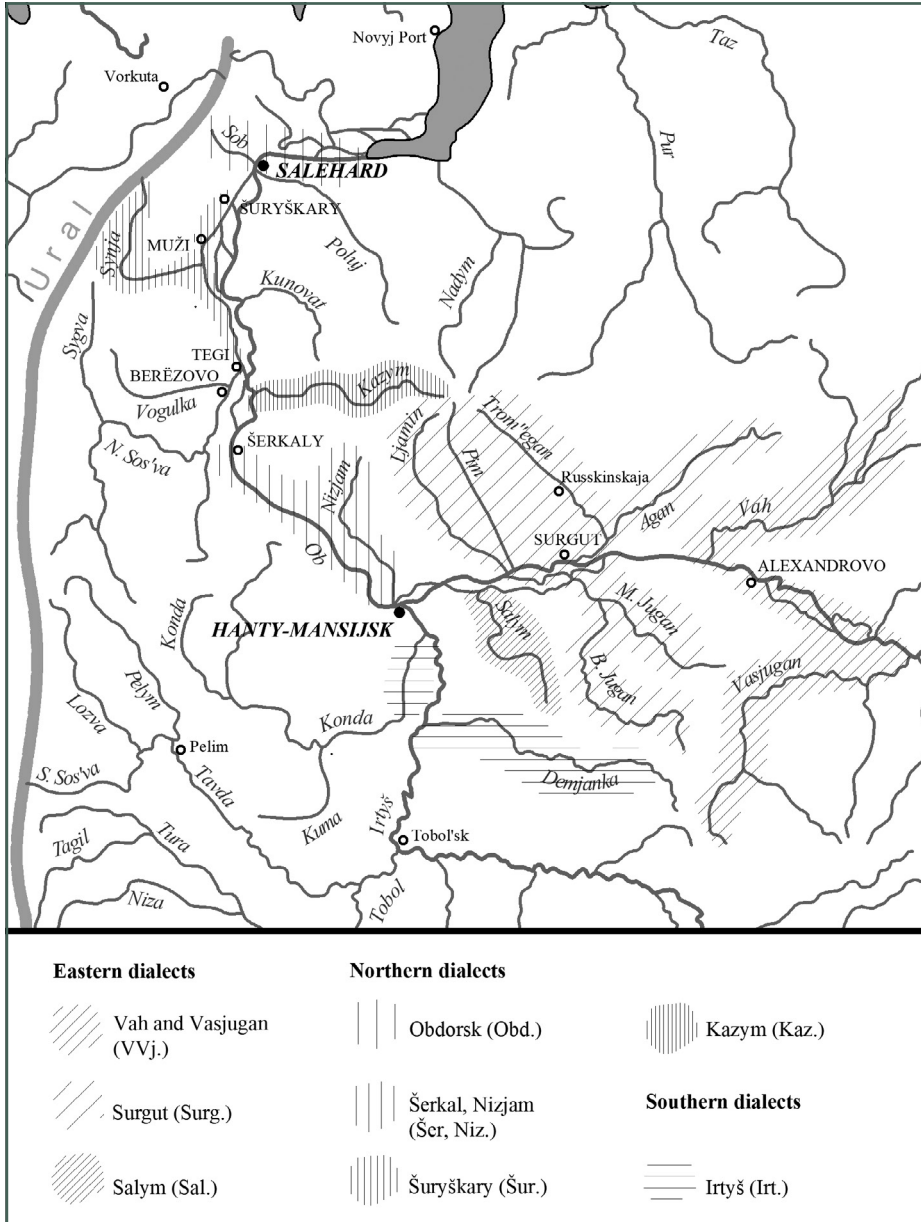 Novyj Port
Taz
Vorkuta
Pur
Sob
SALEHARD
Ural
ŠURYŠKARY
Synja
MUŽI
Poluj
Nadym
Kunovat
Sygva
TEGI
BERËZOVO
Kazym
Vogulka
Ljamin
Trom"egan
ŠERKALY
N. Sos'va
Nizjam
Pim
Russkinskaja
Agan
Vah
Ob
SURGUT
ALEXANDROVO
Konda
HANTY-MANSIJSK
Salym
M. Jugan
B. Jugan
Vasjugan
Pelym
Lozva
Konda
Pelim
S. Sos'va
Demjanka
Tavda
Irtyš
Kuma
Tobol'sk
Tagil
Tura
Niza
Tobol
Eastern dialects
Vah and Vasjugan
(VVj.)
Surgut (Surg.)
Salym (Sal.)
Northern dialects
Obdorsk (Obd.)
Šerkal, Nizjam
(Šer, Niz.)
Šuryškary (Šur.)
Kazym (Kaz.)
Southern dialects
Irtyš (Irt.)